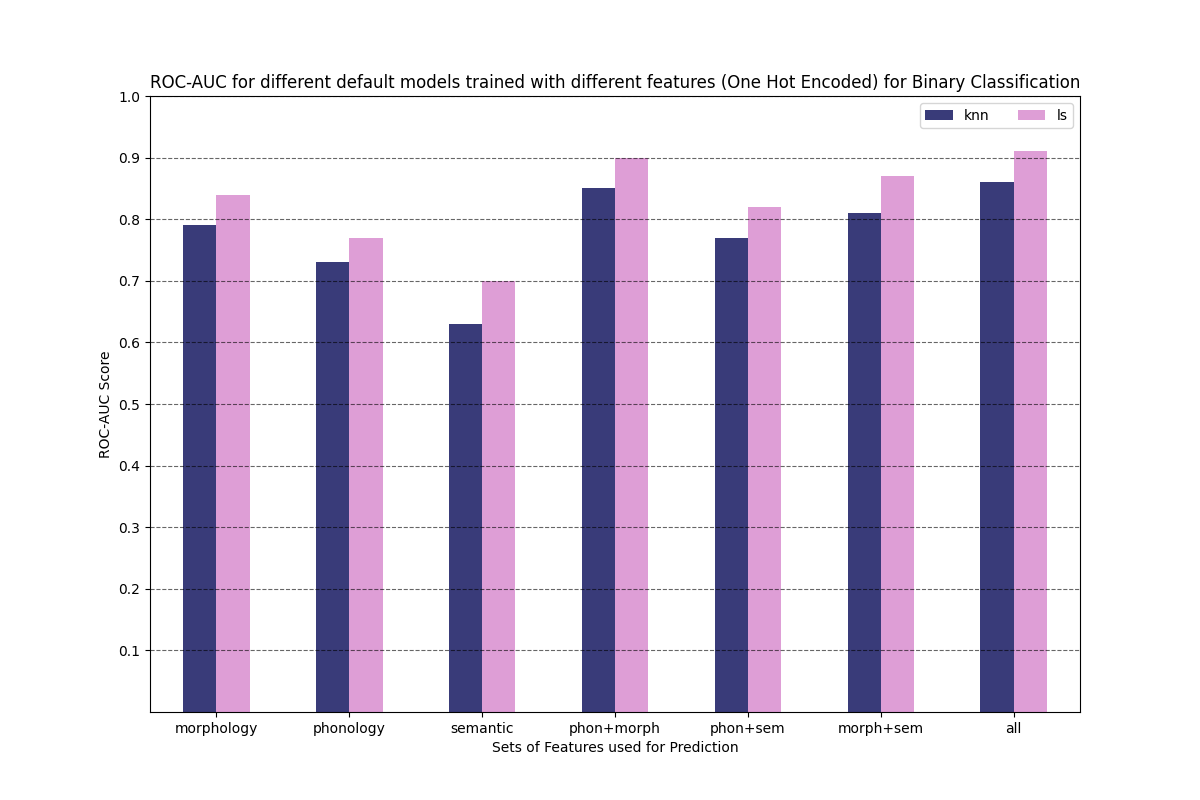 ROC-AUC for different default models trained with different features (One Hot Encoded) for Binary Classification
knn ls
1.0
0.9
0.8
0.7
0.6
0.5
0.4
0.3
0.2
0.1
ROC-AUC Score
morphology phonology semantic phon+morph phon+sem morph+sem all
Sets of Features used for Prediction